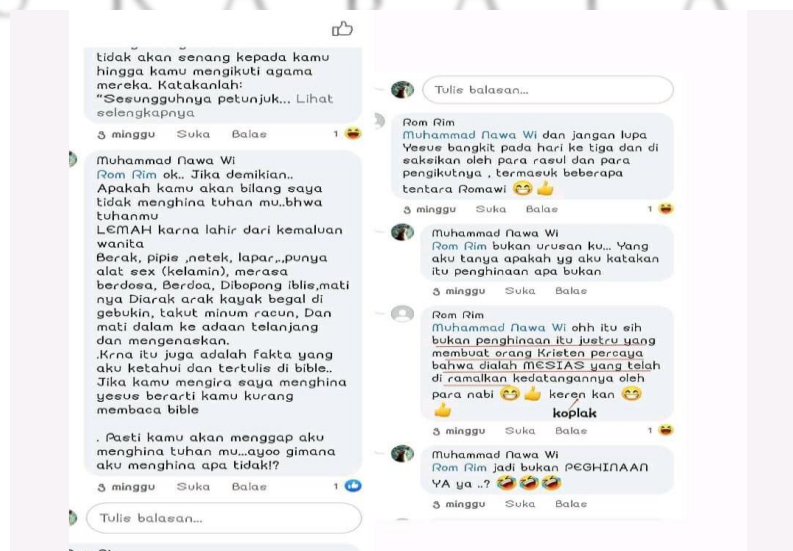 tidak akan senang kepada kamu
hingga kamu mengikuti agama
mereka. Katakanlah:
"Sesungguhnya petunjuk... Lihat
selengkapnya
3 minggu Suka Balas 1
Muhammad Nawa Wi
Rom Rim ok.. Jika demikian..
Apakah kamu akan bilang saya
tidak menghina tuhan mu..bhwa
tuhanmu
LEMAH karna lahir dari kemaluan
wanita
Berak, pipis ,netek, lapar,.,punya
alat sex (kelamin), merasa
berdosa, Berdoa, Dibopong iblis,mati
nya Diarak arak kayak begal di
gebukin, takut minum racun, Dan
mati dalam ke adaan telanjang
dan mengenaskan.
.Krna itu juga adalah fakta yang
aku ketahui dan tertulis di bible..
Jika kamu mengira saya menghina
yesus berarti kamu kurang
membaca bible
. Pasti kamu akan menggap aku
menghina tuhan mu...ayoo gimana
aku menghina apa tidak!?
3 minggu Suka Balas 1
Tulis balasan...
Tulis balasan...
Rom Rim
Muhammad Nawa Wi dan jangan lupa
Yesus bangkit pada hari ke tiga dan di
saksikan oleh para rasul dan para
pengikutnya , termasuk beberapa
tentara Romawi 😁👍
3 minggu Suka Balas 1
Muhammad Nawa Wi
Rom Rim bukan urusan ku... Yang
aku tanya apakah yg aku katakan
itu penghinaan apa bukan
3 minggu Suka Balas
Rom Rim
Muhammad Nawa Wi ohh itu sih
bukan penghinaan itu justru yang
membuat orang Kristen percaya
bahwa dialah MESIAS yang telah
di ramalkan kedatangannya oleh
para nabi 😁👍 keren kan 😁
👍 koplak
3 minggu Suka Balas 1
Muhammad Nawa Wi
Rom Rim jadi bukan PEGHINAAN
YA ya ..? 🤣🤣🤣
3 minggu Suka Balas